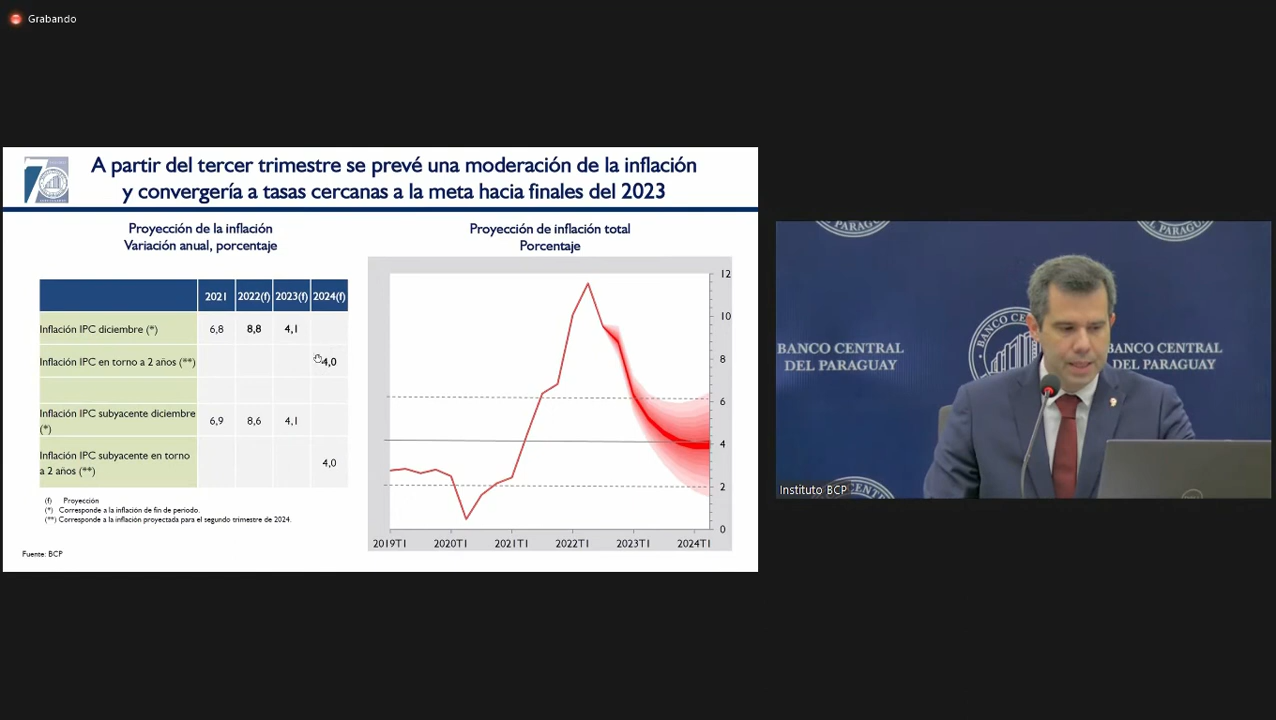 Grabando
70
A partir del tercer trimestre se prevé una moderación de la inflación
y convergería a tasas cercanas a la meta hacia finales del 2023
Proyección de la inflación
Variación anual, porcentaje
2021 2022(f) 2023(f) 2024(f)
Inflación IPC diciembre (*) 6,8 8,8 4,1
Inflación IPC en torno a 2 años (**) 4,0
Inflación IPC subyacente diciembre
(*) 6,9 8,6 4,1
Inflación IPC subyacente en torno
a 2 años (**) 4,0
(f) Proyección
(*) Corresponde a la inflación de fin de periodo.
(**) Corresponde a la inflación proyectada para el segundo trimestre de 2024.
Fuente: BCP
Proyección de inflación total
Porcentaje
12
10
8
6
4
2
0
2019T1 2020T1 2021T1 2022T1 2023T1 2024T1
DEL PARAGUAY
BANCO CENTRAL
DEL PARAGUAY
BANCO CENTRAL
BANCO CENTRAL
DEL PARAGUAY
Instituto BCP